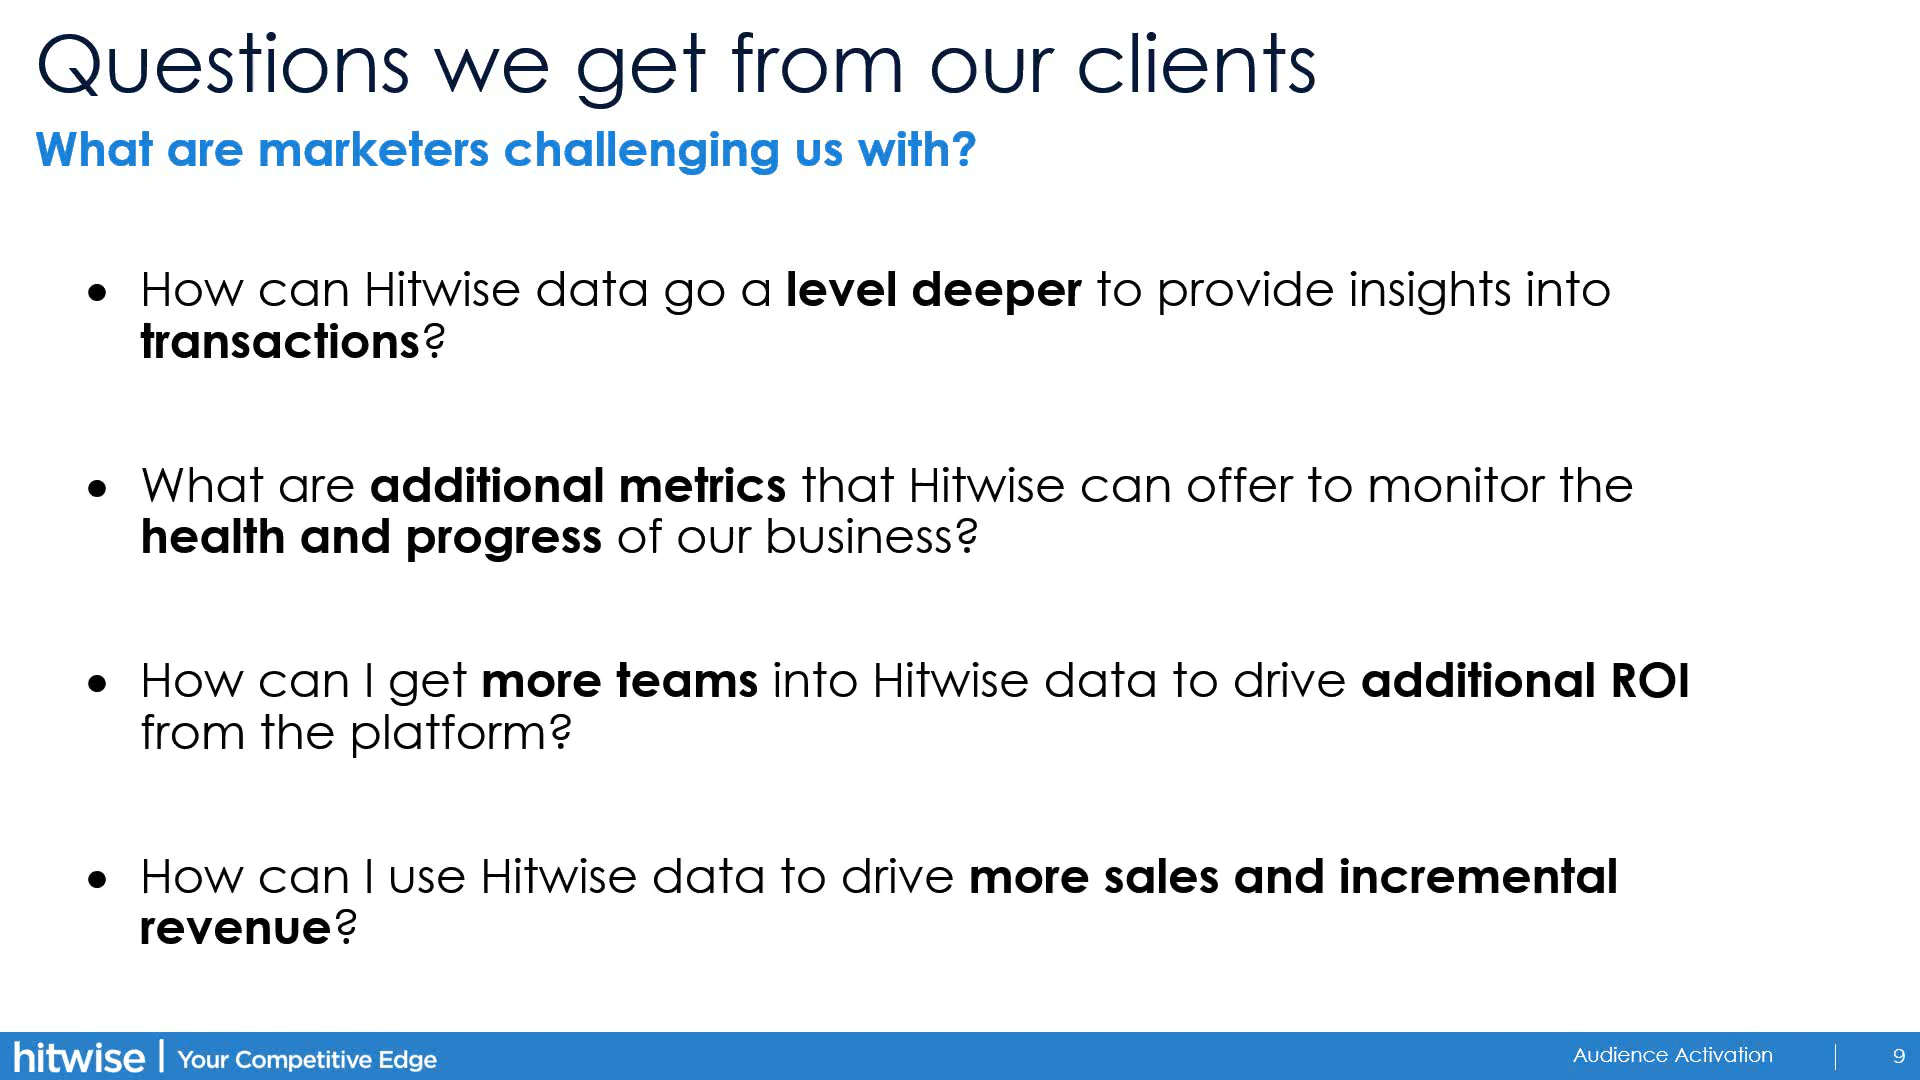 Questions we get from our clients
What are marketers challenging us with?
● How can Hitwise data go a level deeper to provide insights into
transactions?
● What are additional metrics that Hitwise can offer to monitor the
health and progress of our business?
● How can I get more teams into Hitwise data to drive additional ROI
from the platform?
● How can I use Hitwise data to drive more sales and incremental
revenue?
hitwise | Your Competitive Edge
Audience Activation | 9